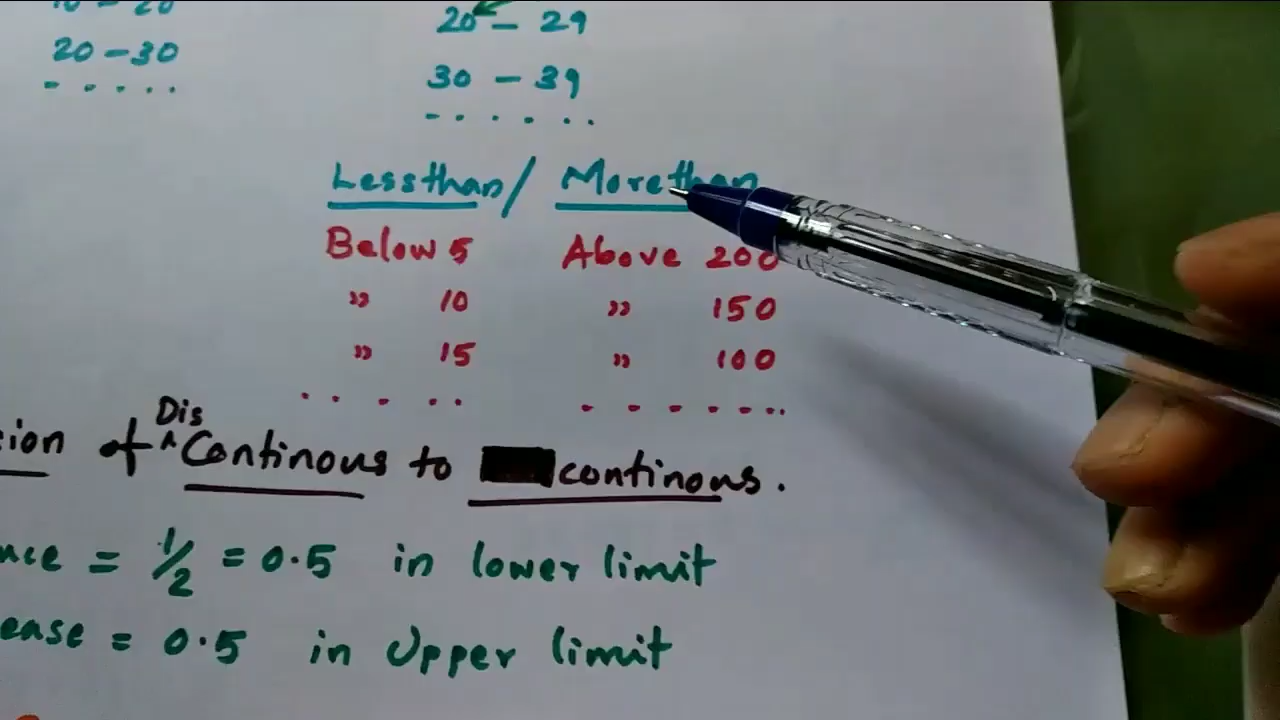 20 - 29
20 - 30
30 - 39
Lessthan / Morethan
Below 5 Above 200
" 10 " 150
" 15 " 100
of Dis Continous to continous.
= 1/2 = 0.5 in lower limit
= 0.5 in Upper limit